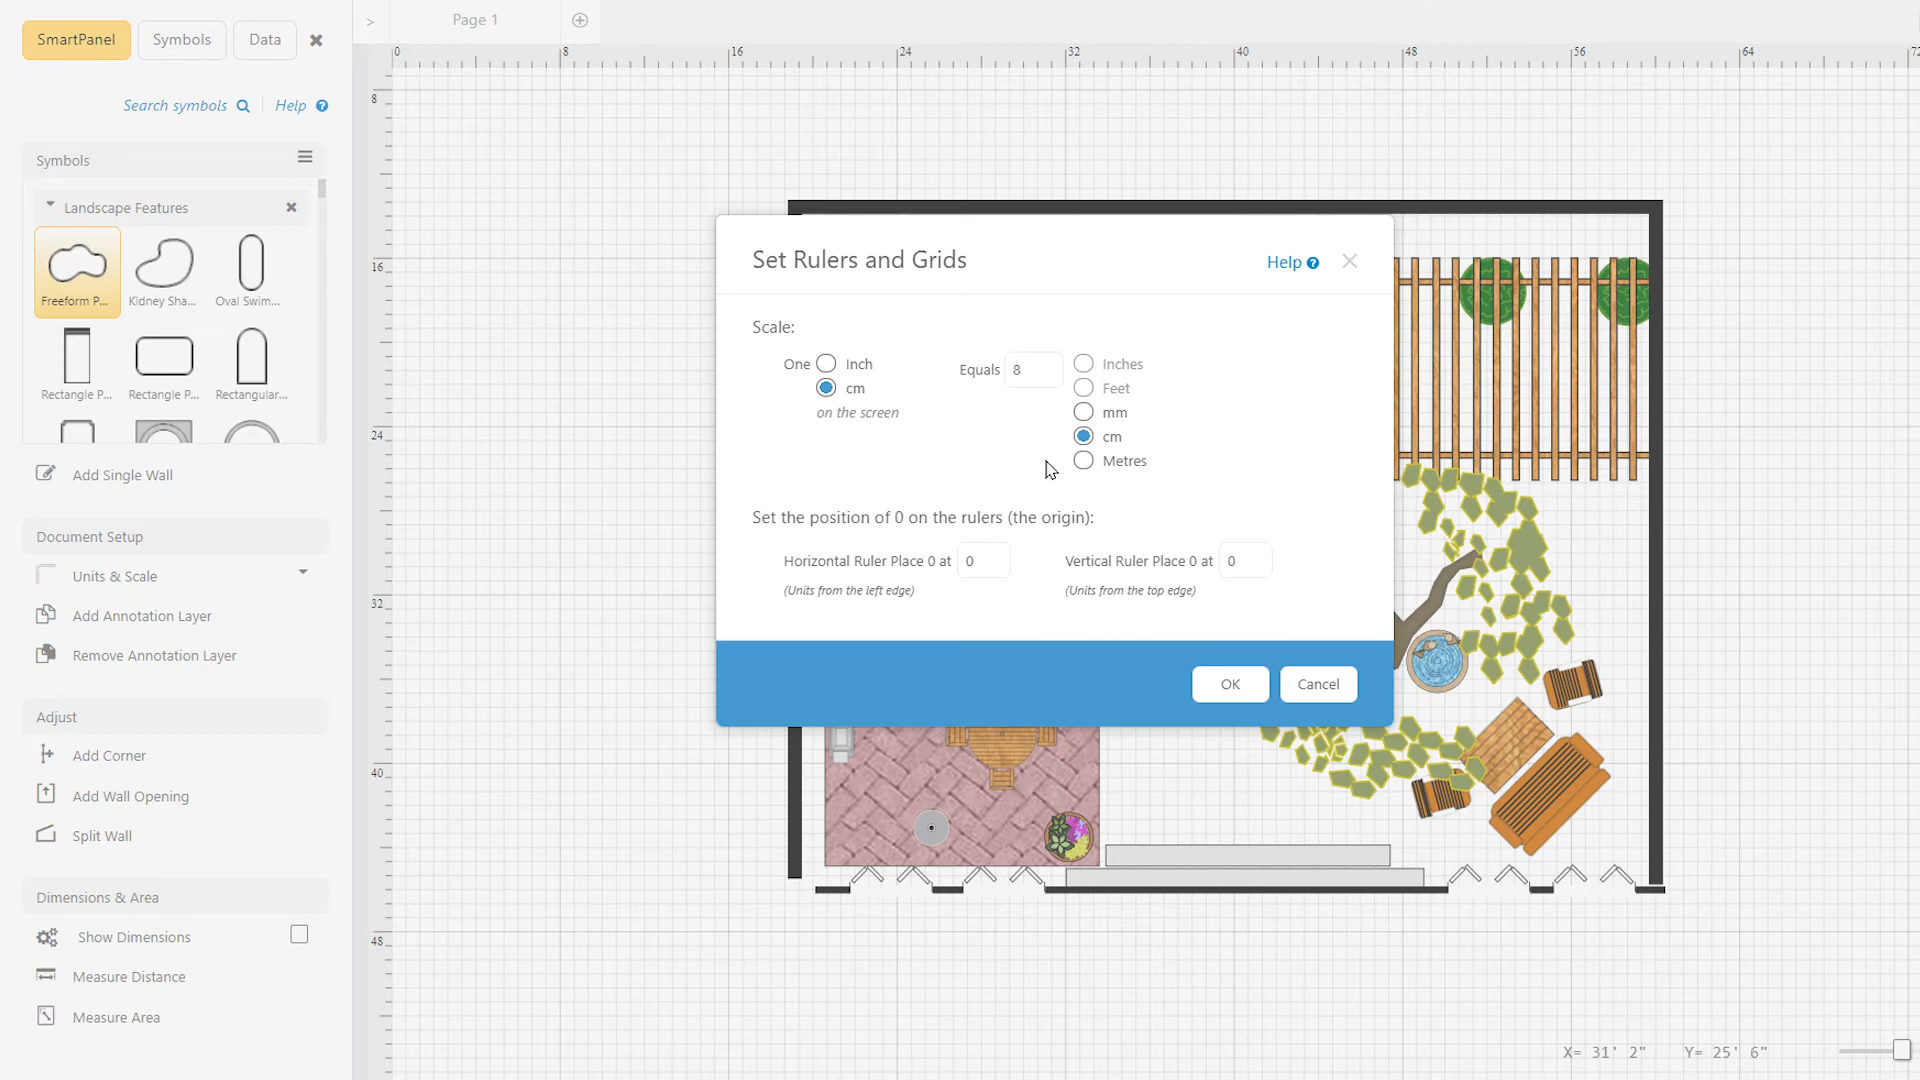 SmartPanel
Symbols
Data
>
Page 1
Search symbols
Help
Symbols
Landscape Features
Freeform P...
Kidney Sha...
Oval Swim...
Rectangle P...
Rectangle P...
Rectangular...
Add Single Wall
Document Setup
Units & Scale
Add Annotation Layer
Remove Annotation Layer
Adjust
Add Corner
Add Wall Opening
Split Wall
Dimensions & Area
Show Dimensions
Measure Distance
Measure Area
0 8 16 24 32 40 48 56 64 72
8
16
24
32
40
48
Set Rulers and Grids
Help
Scale:
One Inch
cm
on the screen
Equals 8
Inches
Feet
mm
cm
Metres
Set the position of 0 on the rulers (the origin):
Horizontal Ruler Place 0 at 0
(Units from the left edge)
Vertical Ruler Place 0 at 0
(Units from the top edge)
OK
Cancel
X= 31' 2" Y= 25' 6"